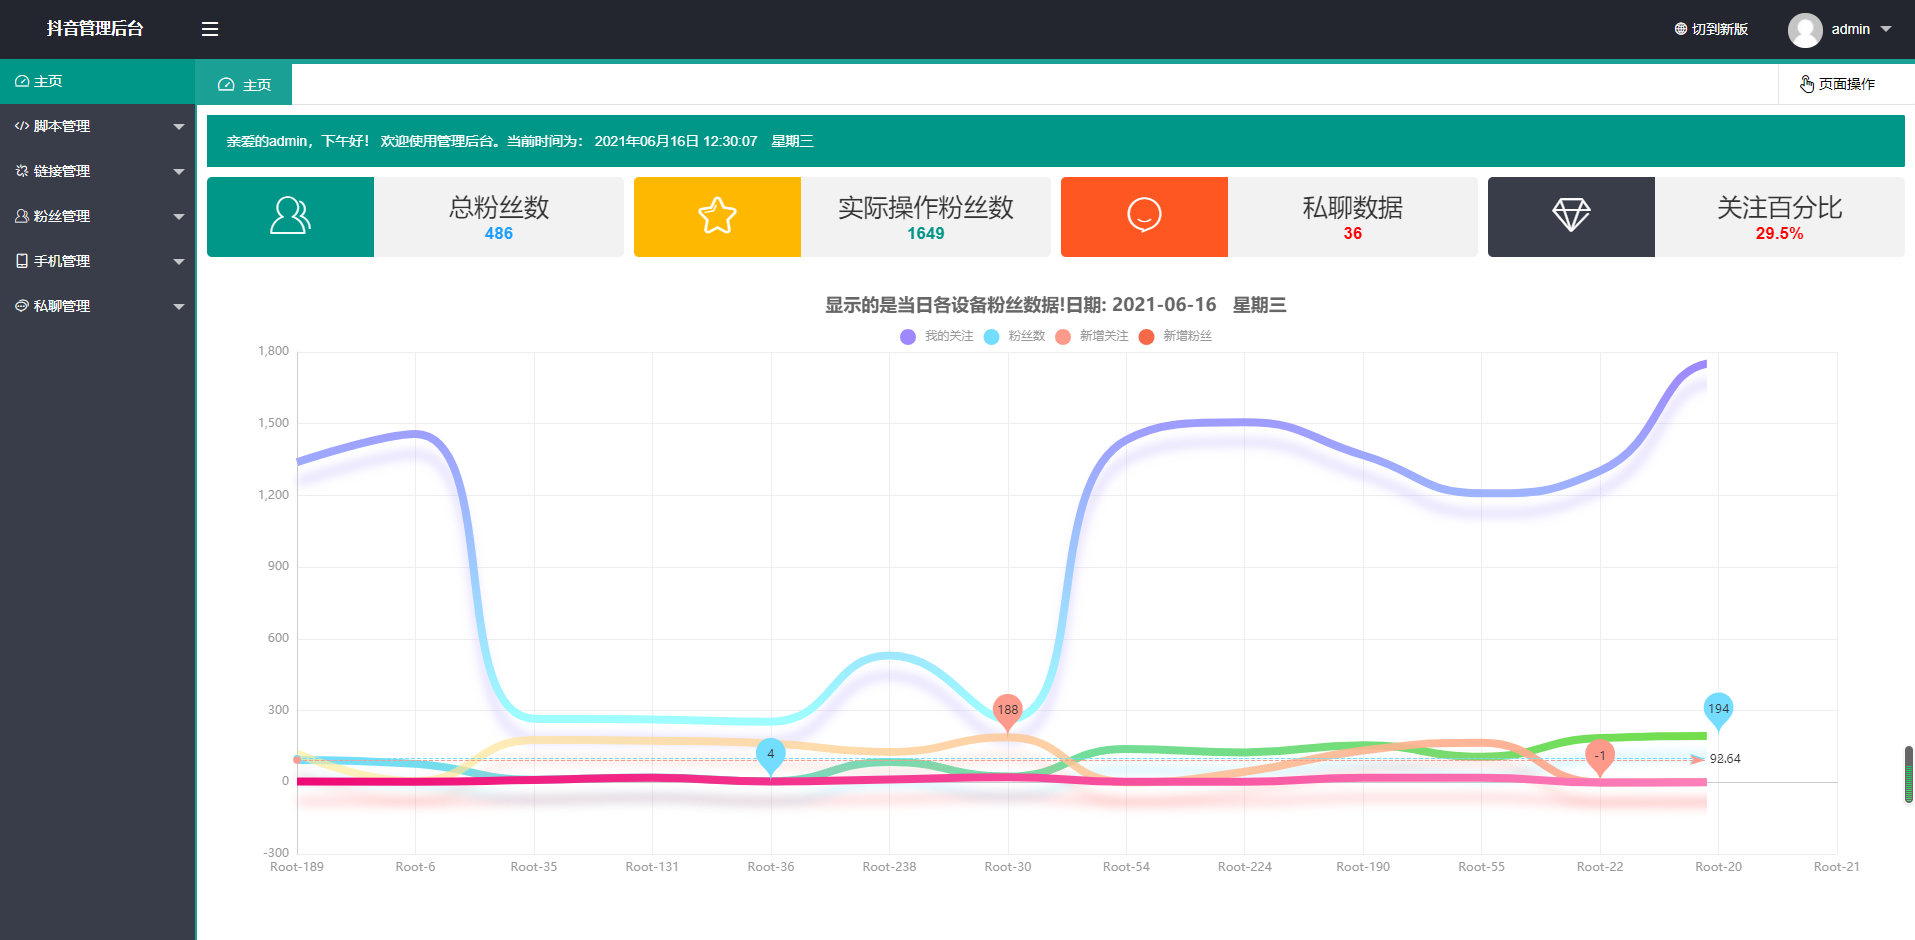 抖音管理后台
切到新版
admin
主页
脚本管理
链接管理
粉丝管理
手机管理
私聊管理
主页
页面操作
亲爱的admin，下午好！ 欢迎使用管理后台。当前时间为： 2021年06月16日 12:30:07 星期三
总粉丝数
486
实际操作粉丝数
1649
私聊数据
36
关注百分比
29.5%
显示的是当日各设备粉丝数据!日期: 2021-06-16 星期三
我的关注 粉丝数 新增关注 新增粉丝
1,800
1,500
1,200
900
600
300
0
-300
188
194
4
-1
92.64
Root-189 Root-6 Root-35 Root-131 Root-36 Root-238 Root-30 Root-54 Root-224 Root-190 Root-55 Root-22 Root-20 Root-21